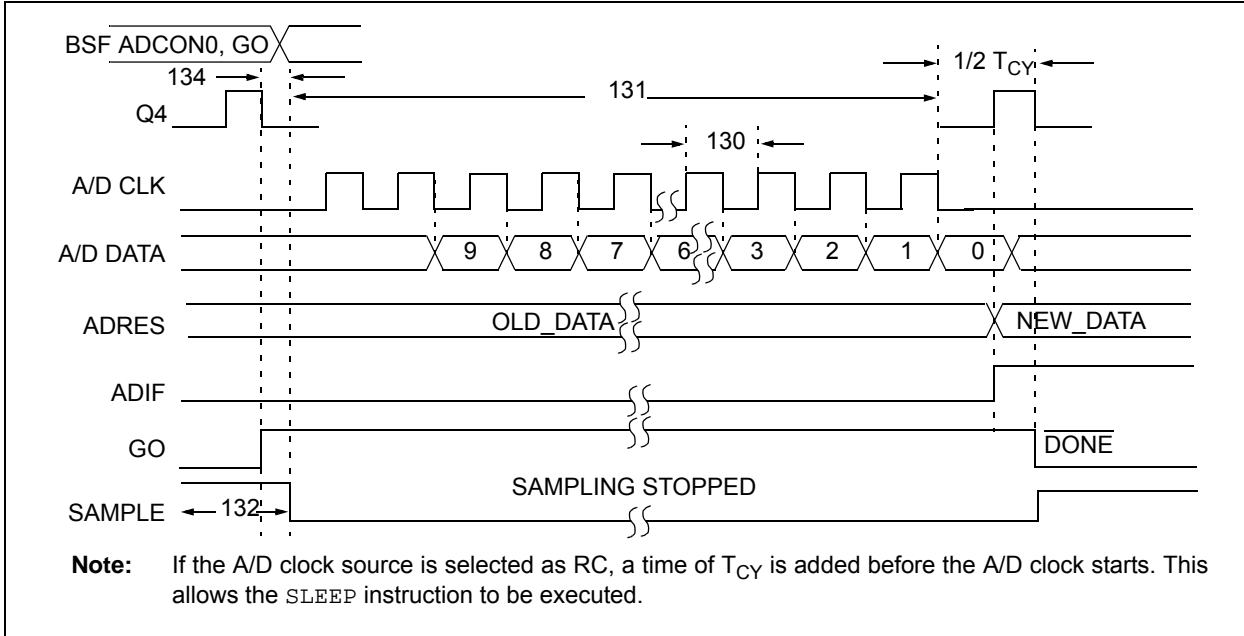 BSF ADCON0, GO
134
1/2 TCY
131
Q4
130
A/D CLK
A/D DATA 9 8 7 6 3 2 1 0
ADRES OLD_DATA NEW_DATA
ADIF
GO DONE
SAMPLING STOPPED
SAMPLE 132
Note: If the A/D clock source is selected as RC, a time of TCY is added before the A/D clock starts. This
allows the SLEEP instruction to be executed.